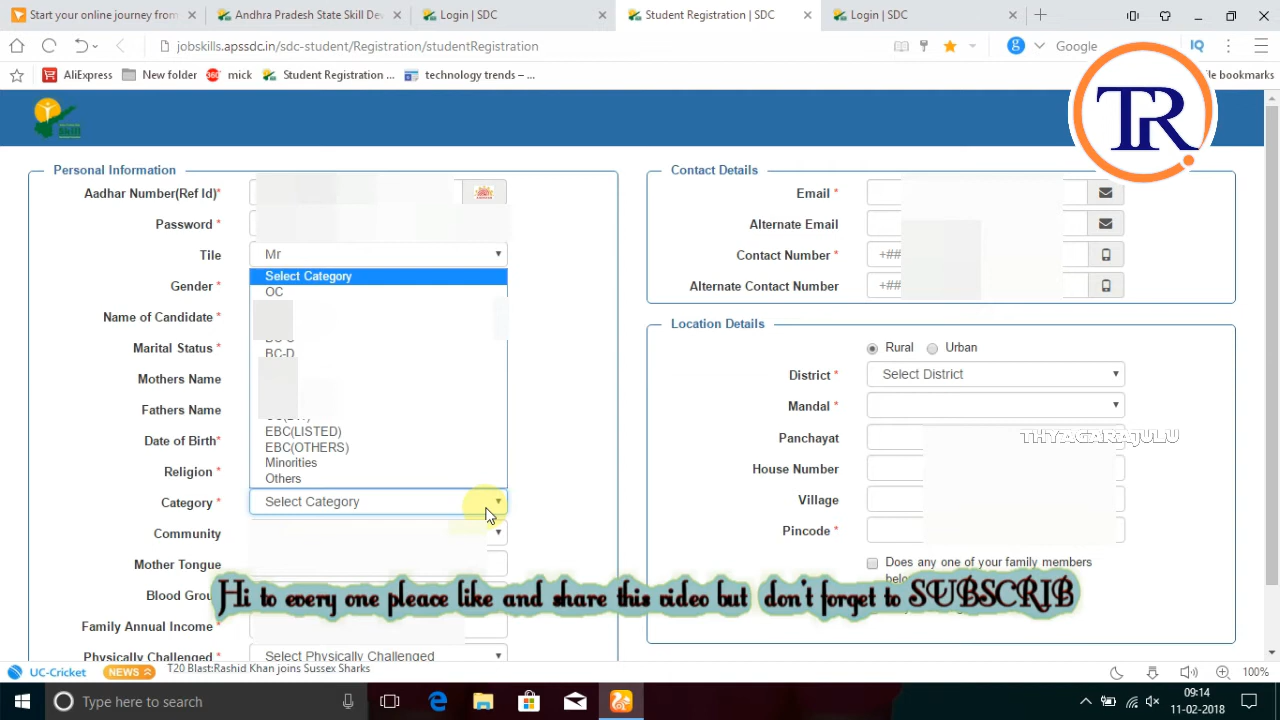 Start your online journey from
Andhra Pradesh State Skill De
Login | SDC
Student Registration | SDC
Login | SDC
jobskills.apssdc.in/sdc-student/Registration/studentRegistration
Google
IQ
AliExpress
New folder
mick
Student Registration ...
technology trends – ...
bookmarks
TR
Personal Information
Aadhar Number(Ref Id)*
Password *
Tile
Mr
Gender *
Name of Candidate *
Marital Status *
Mothers Name
Fathers Name
Date of Birth*
Religion *
Category *
Community
Mother Tongue
Blood Grou
Family Annual Income *
Physically Challenged
Select Category
OC
BC-D
EBC(LISTED)
EBC(OTHERS)
Minorities
Others
Select Category
Select Physically Challenged
Contact Details
Email *
Alternate Email
Contact Number *
+##
Alternate Contact Number
+##
Location Details
Rural
Urban
District *
Select District
Mandal *
Panchayat
THYAGARAJULU
House Number
Village
Pincode *
Does any one of your family members
Hi to every one pleace like and share this video but don't forget to SUBSCRIB
UC-Cricket
NEWS
T20 Blast:Rashid Khan joins Sussex Sharks
100%
Type here to search
09:14
11-02-2018